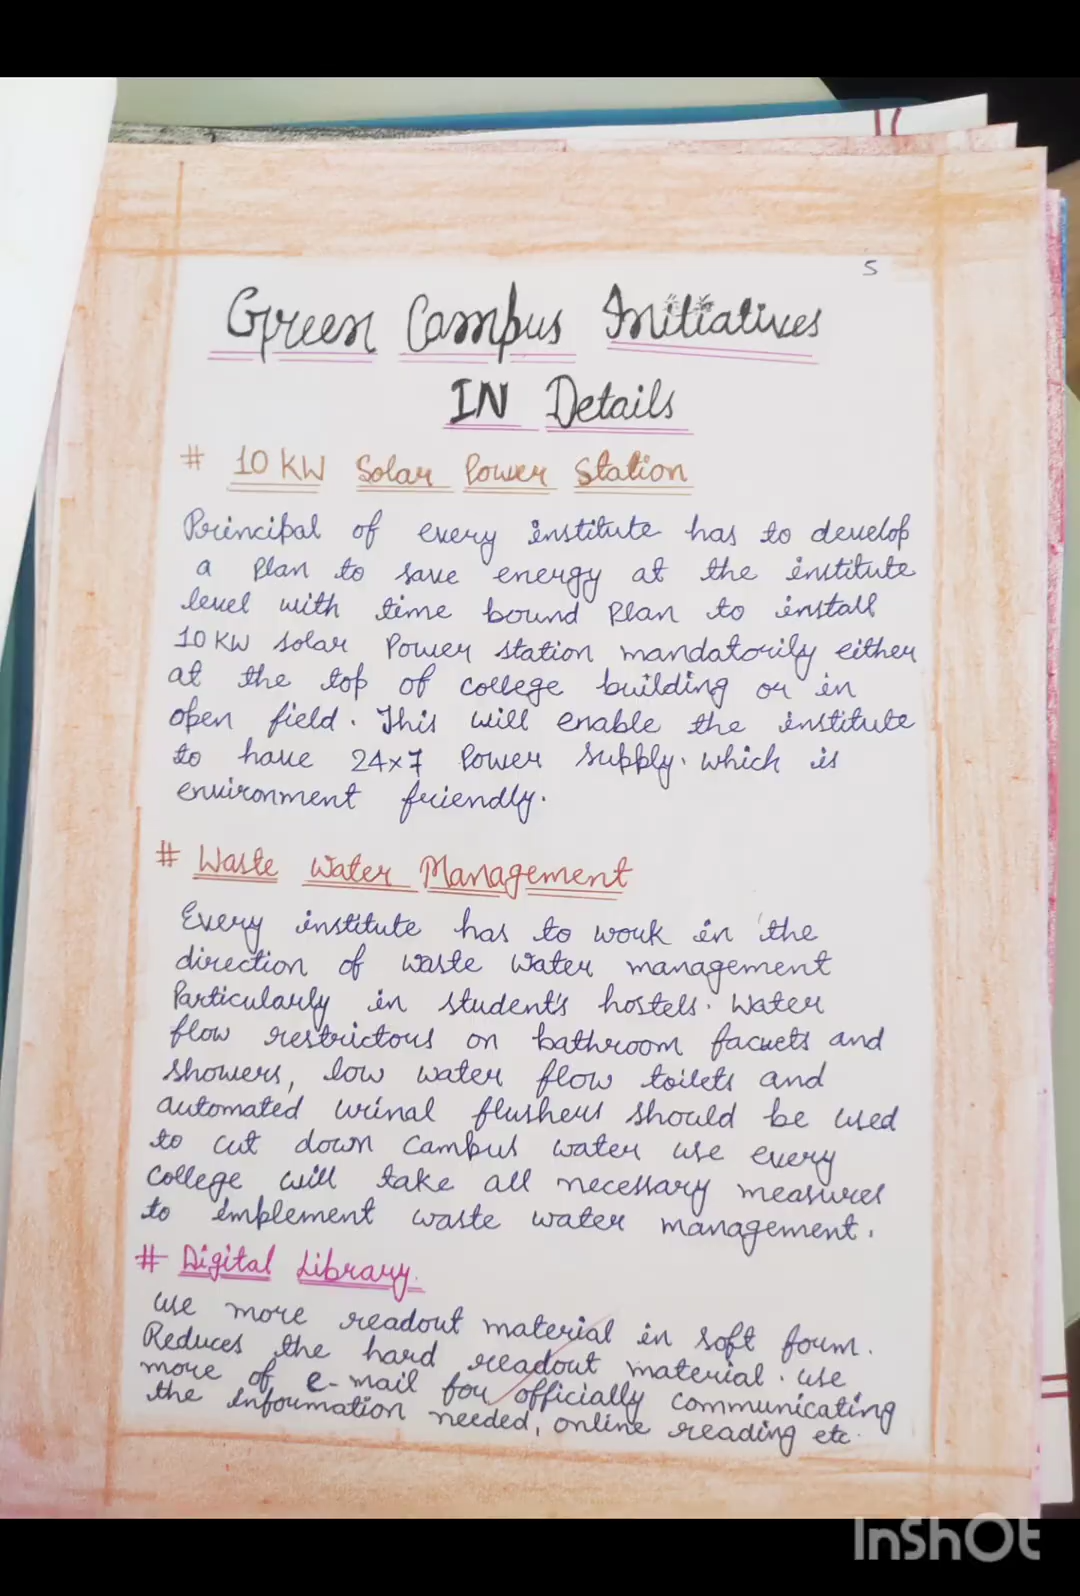 5
Green Campus Initiatives
IN Details
# 10 KW Solar Power Station
Principal of every institute has to develop
a Plan to save energy at the institute
level with time bound Plan to install
10 KW solar Power station mandatorily either
at the top of college building or in
open field. This will enable the institute
to have 24×7 Power supply. which is
environment friendly.
# Waste Water Management
Every institute has to work in the
direction of waste water management
Particularly in student's hostels. Water
flow restrictous on bathroom facuets and
showers, low water flow toilets and
automated urinal flushers should be used
to cut down campus water use every
college will take all necessary measures
to implement waste water management.
# Digital Library.
use more readout material in soft form.
Reduces the hard readout material. use
more of e-mail for officially communicating
the information needed, online reading etc.
InShOt